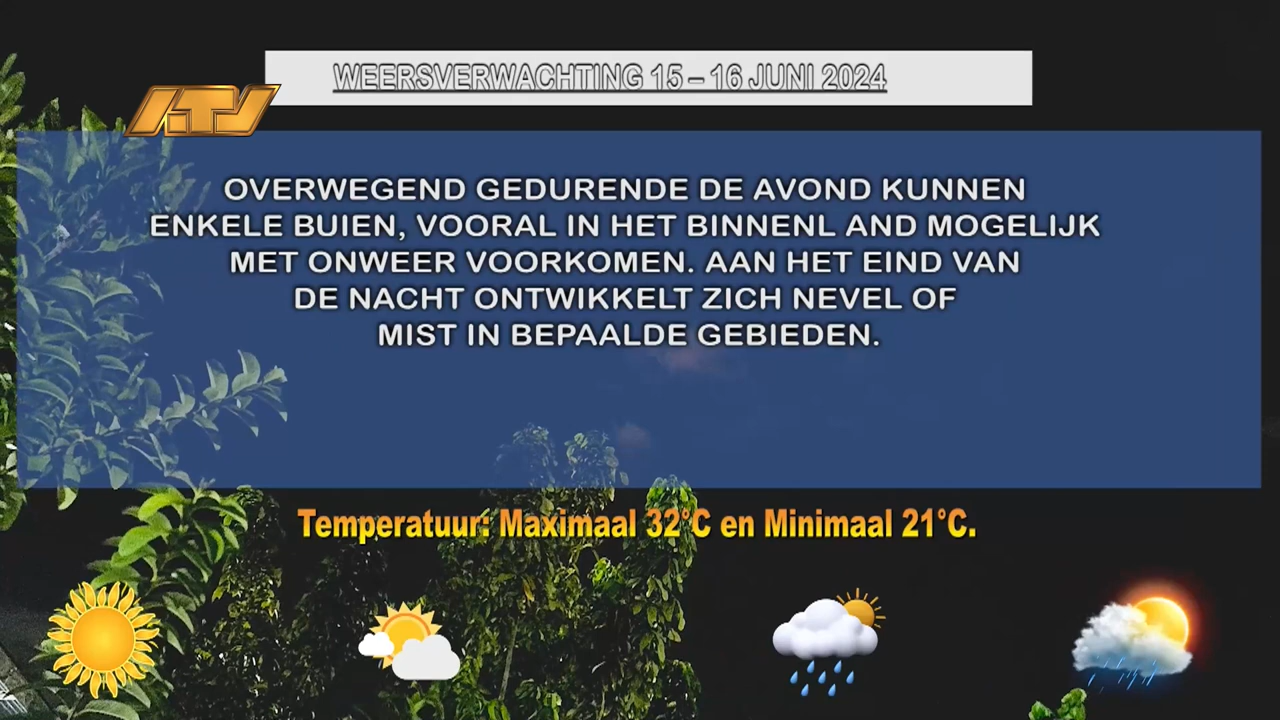 WEERSVERWACHTING 15 – 16 JUNI 2024
ATV
OVERWEGEND GEDURENDE DE AVOND KUNNEN
ENKELE BUIEN, VOORAL IN HET BINNENL AND MOGELIJK
MET ONWEER VOORKOMEN. AAN HET EIND VAN
DE NACHT ONTWIKKELT ZICH NEVEL OF
MIST IN BEPAALDE GEBIEDEN.
Temperatuur: Maximaal 32°C en Minimaal 21°C.